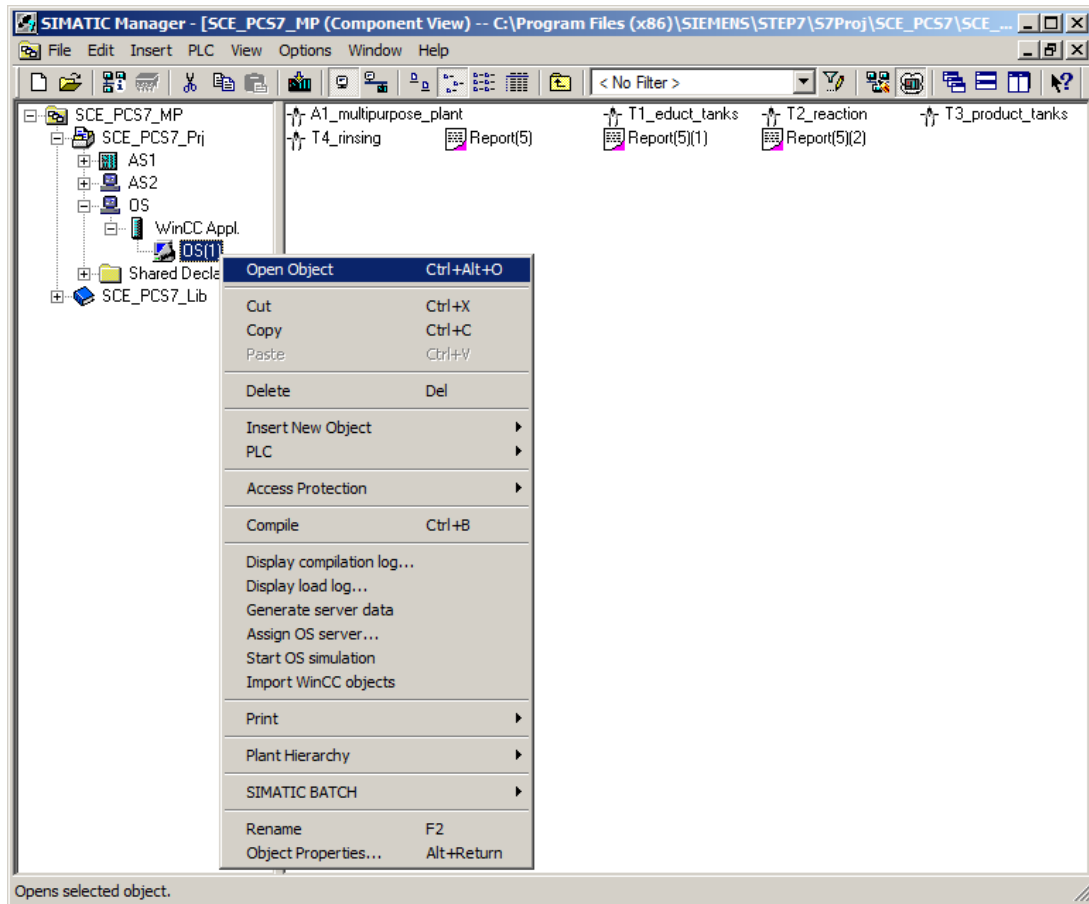 SIMATIC Manager - [SCE_PCS7_MP (Component View) -- C:\Program Files (x86)\SIEMENS\STEP7\S7Proj\SCE_PCS7\SCE_...
File Edit Insert PLC View Options Window Help
< No Filter >
SCE_PCS7_MP
SCE_PCS7_Prj
AS1
AS2
OS
WinCC Appl.
OS(1)
Shared Decla
SCE_PCS7_Lib
A1_multipurpose_plant T1_educt_tanks T2_reaction T3_product_tanks
T4_rinsing Report(5) Report(5)(1) Report(5)(2)
Open Object Ctrl+Alt+O
Cut Ctrl+X
Copy Ctrl+C
Paste Ctrl+V
Delete Del
Insert New Object
PLC
Access Protection
Compile Ctrl+B
Display compilation log...
Display load log...
Generate server data
Assign OS server...
Start OS simulation
Import WinCC objects
Print
Plant Hierarchy
SIMATIC BATCH
Rename F2
Object Properties... Alt+Return
Opens selected object.